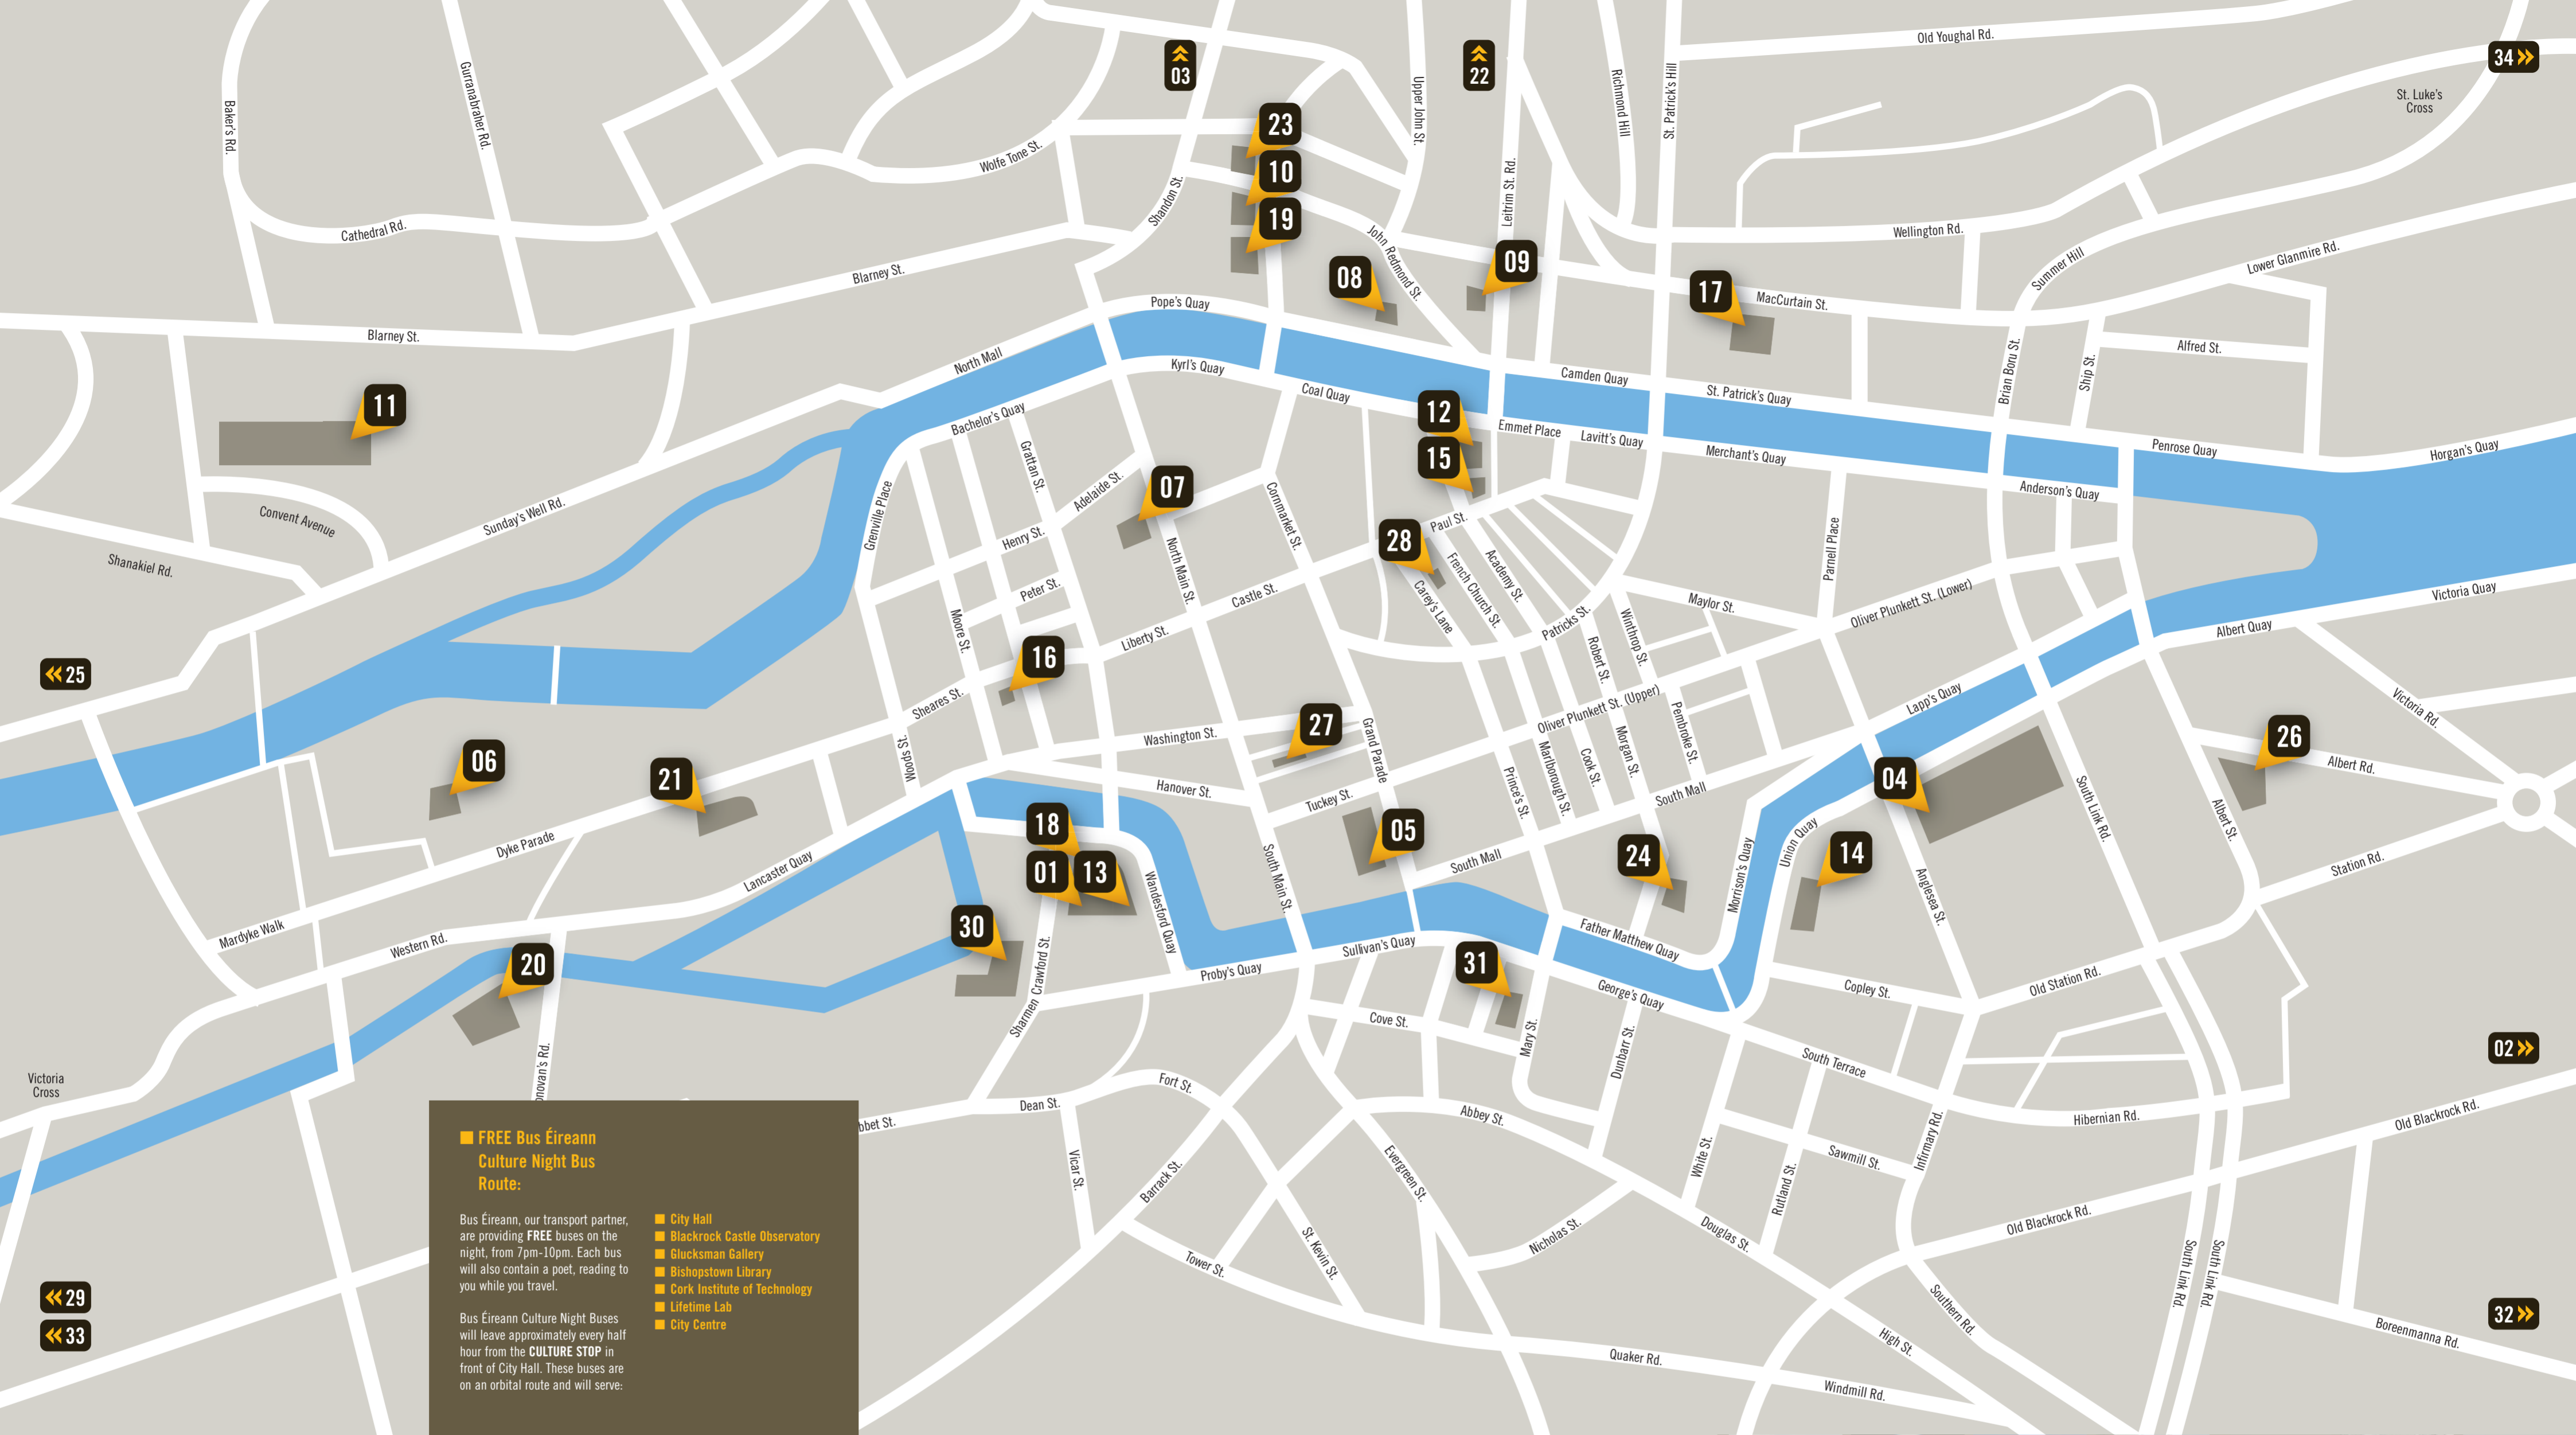 03
22
Old Youghal Rd.
34
St. Luke's
Cross
Baker's Rd.
Gurranabraher Rd.
Upper John St.
Richmond Hill
St. Patrick's Hill
23
10
19
Wolfe Tone St.
Shandon St.
Leitrim St. Rd.
Cathedral Rd.
John Redmond St.
Wellington Rd.
Summer Hill
Lower Glanmire Rd.
08
09
17
MacCurtain St.
Blarney St.
Blarney St.
Pope's Quay
North Mall
Kyrl's Quay
Coal Quay
Camden Quay
St. Patrick's Quay
Brian Boru St.
Ship St.
Alfred St.
11
Bachelor's Quay
12
15
Emmet Place
Lavitt's Quay
Merchant's Quay
Penrose Quay
Horgan's Quay
Anderson's Quay
Convent Avenue
Sunday's Well Rd.
Shanakiel Rd.
Grenville Place
Grattan St.
Adelaide St.
Henry St.
07
Cornmarket St.
28
Paul St.
Carey's Lane
French Church St.
Academy St.
Patricks St.
Parnell Place
Maylor St.
Oliver Plunkett St. (Lower)
Victoria Quay
Albert Quay
Peter St.
North Main St.
Castle St.
Moore St.
Liberty St.
16
Sheares St.
Woods St.
25
Robert St.
Winthrop St.
Oliver Plunkett St. (Upper)
Pembroke St.
Morgan St.
Cook St.
Marlborough St.
Prince's St.
Lapp's Quay
Victoria Rd.
Washington St.
27
Grand Parade
Hanover St.
Tuckey St.
South Mall
South Mall
06
21
Dyke Parade
Lancaster Quay
18
01
13
05
24
14
04
26
Albert Rd.
South Link Rd.
Albert St.
Station Rd.
Morrison's Quay
Union Quay
Anglesea St.
South Main St.
Wandesford Quay
30
31
20
Mardyke Walk
Western Rd.
Sharmen Crawford St.
Proby's Quay
Sullivan's Quay
Father Matthew Quay
George's Quay
Copley St.
Old Station Rd.
Cove St.
Mary St.
Dunbarr St.
South Terrace
02
Victoria
Cross
onovan's Rd.
Fort St.
Dean St.
bbet St.
Abbey St.
Hibernian Rd.
Old Blackrock Rd.
Infirmary Rd.
Sawmill St.
White St.
Rutland St.
Vicar St.
Barrack St.
Evergreen St.
Nicholas St.
Douglas St.
Old Blackrock Rd.
Tower St.
St. Kevin St.
South Link Rd.
South Link Rd.
Southern Rd.
High St.
Quaker Rd.
Windmill Rd.
Boreenmanna Rd.
29
33
32
FREE Bus Éireann
Culture Night Bus
Route:
Bus Éireann, our transport partner,
are providing FREE buses on the
night, from 7pm-10pm. Each bus
will also contain a poet, reading to
you while you travel.
Bus Éireann Culture Night Buses
will leave approximately every half
hour from the CULTURE STOP in
front of City Hall. These buses are
on an orbital route and will serve:
City Hall
Blackrock Castle Observatory
Glucksman Gallery
Bishopstown Library
Cork Institute of Technology
Lifetime Lab
City Centre